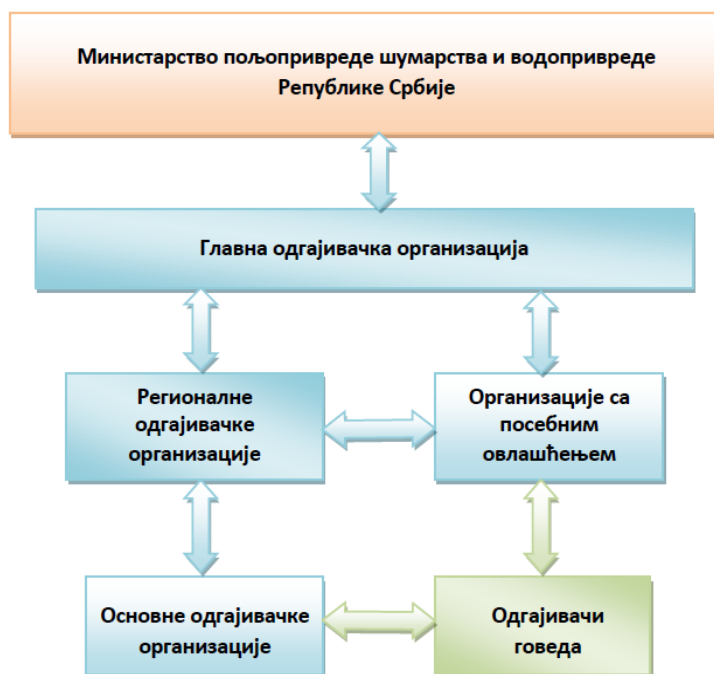 Министарство пољопривреде шумарства и водопривреде
Републике Србије
Главна одгајивачка организација
Регионалне
одгајивачке
организације
Организације са
посебним
овлашћењем
Основне одгајивачке
организације
Одгајивачи
говеда